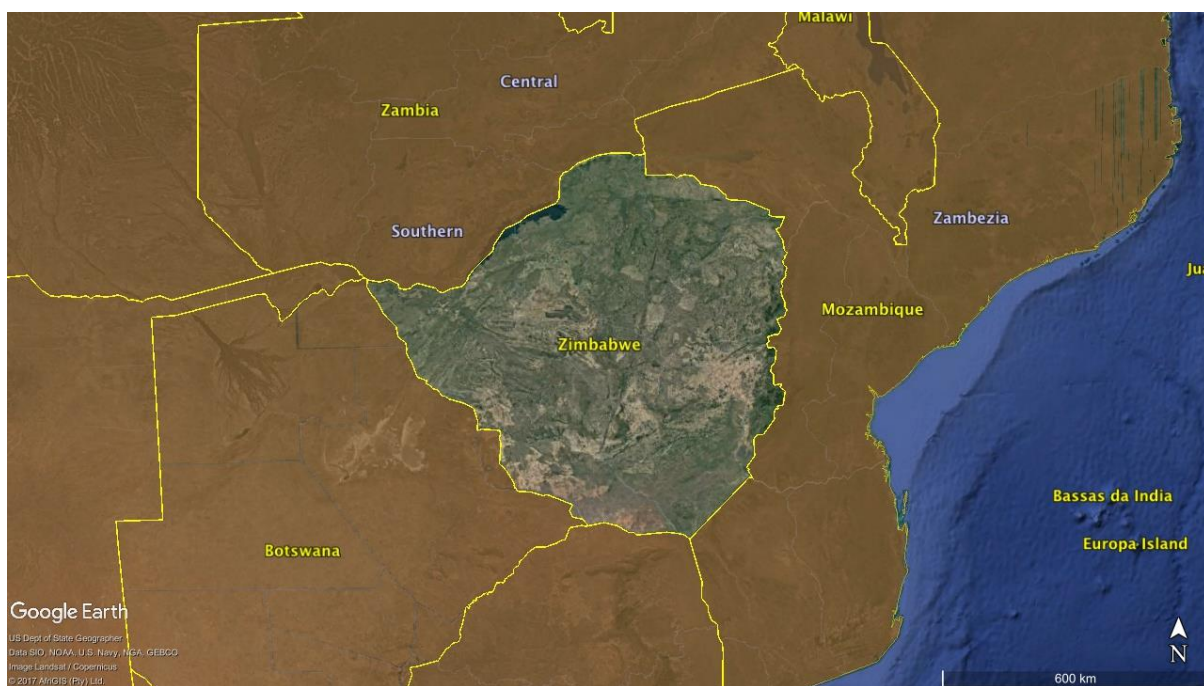 Malawi
Central
Zambia
Zambezia
Southern
Mozambique
Zimbabwe
Bassas da India
Europa Island
Botswana
Google Earth
US Dept of State Geographer
Data SIO, NOAA, U.S. Navy, NGA, GEBCO
Image Landsat / Copernicus
© 2017 AfriGIS (Pty) Ltd.
N
600 km